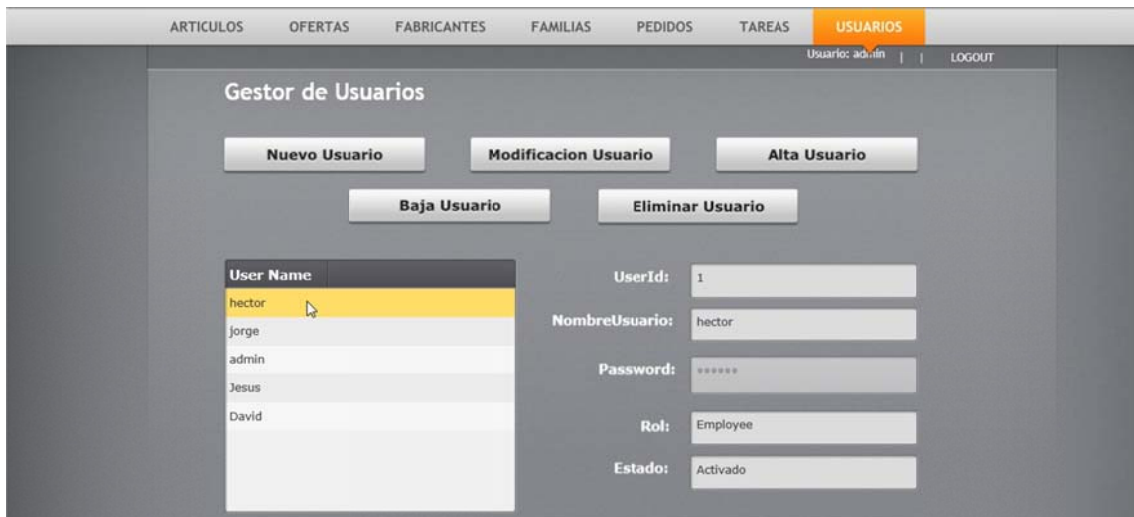 ARTICULOS OFERTAS FABRICANTES FAMILIAS PEDIDOS TAREAS USUARIOS
Usuario: admin | | LOGOUT
Gestor de Usuarios
Nuevo Usuario Modificacion Usuario Alta Usuario
Baja Usuario Eliminar Usuario
User Name
hector
jorge
admin
Jesus
David
UserId: 1
NombreUsuario: hector
Password: ••••••
Rol: Employee
Estado: Activado